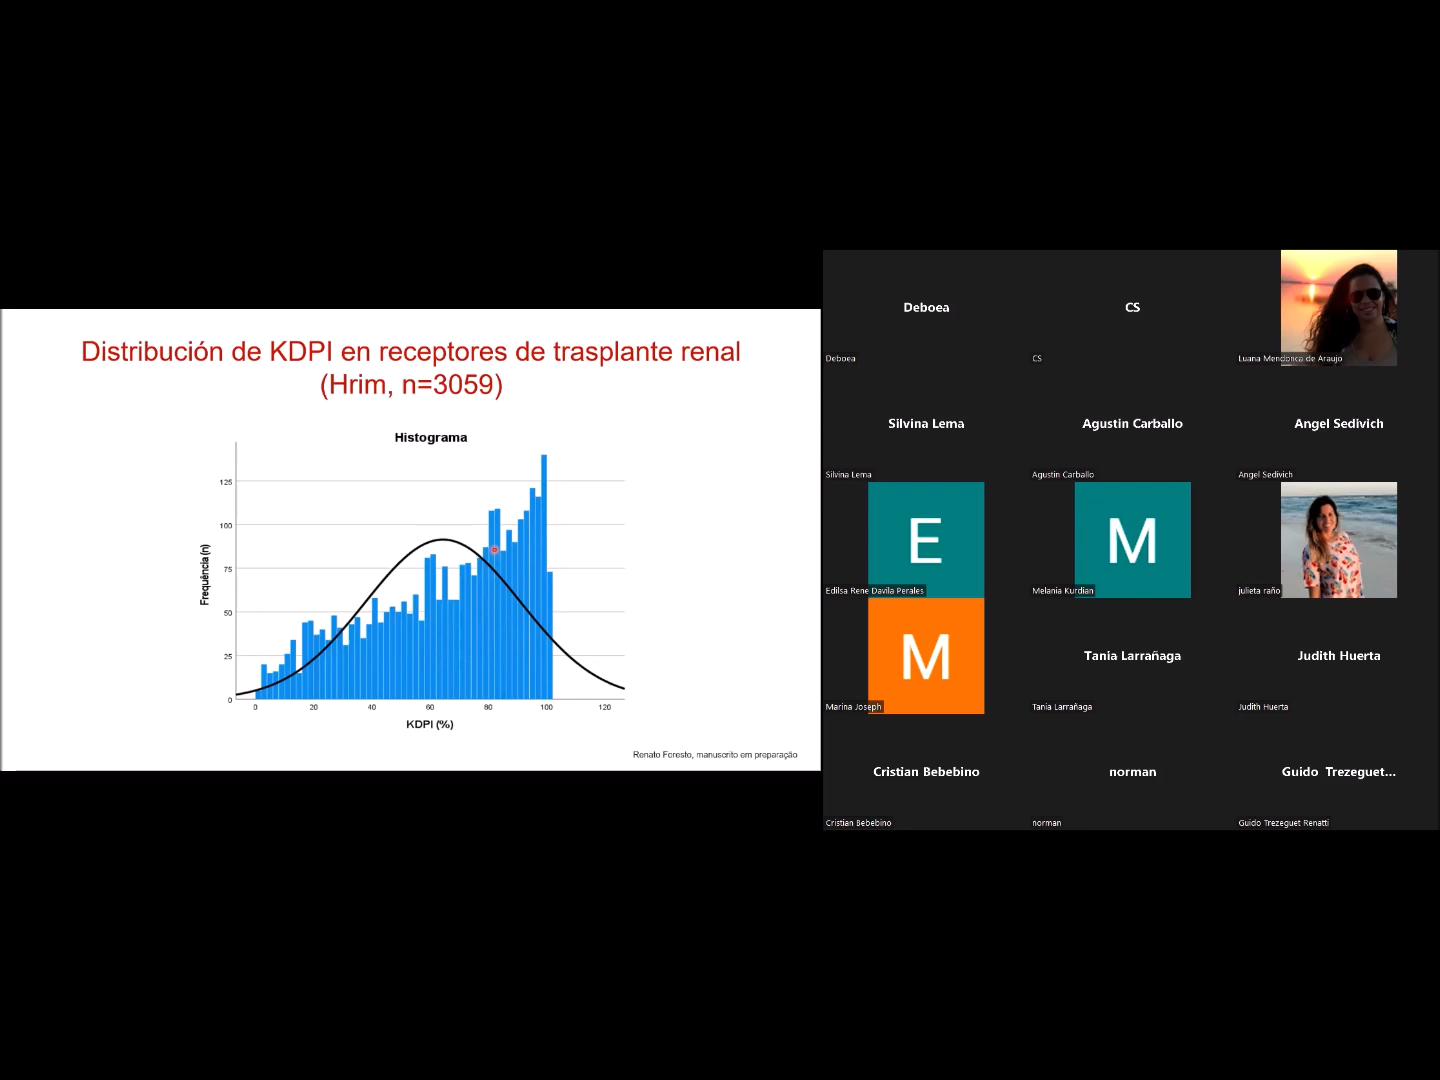 Distribución de KDPI en receptores de trasplante renal
(Hrim, n=3059)
Histograma
Frequência (n)
125
100
75
50
25
0
0 20 40 60 80 100 120
KDPI (%)
Renato Foresto, manuscrito em preparação
Deboea
CS
Deboea
CS
Luana Mendonca de Araujo
Silvina Lema
Agustin Carballo
Angel Sedivich
Silvina Lema
Agustin Carballo
Angel Sedivich
E
M
Edilsa Rene Davila Perales
Melania Kurdian
julieta raño
M
Tania Larrañaga
Judith Huerta
Marina Joseph
Tania Larrañaga
Judith Huerta
Cristian Bebebino
norman
Guido Trezeguet...
Cristian Bebebino
norman
Guido Trezeguet Renatti